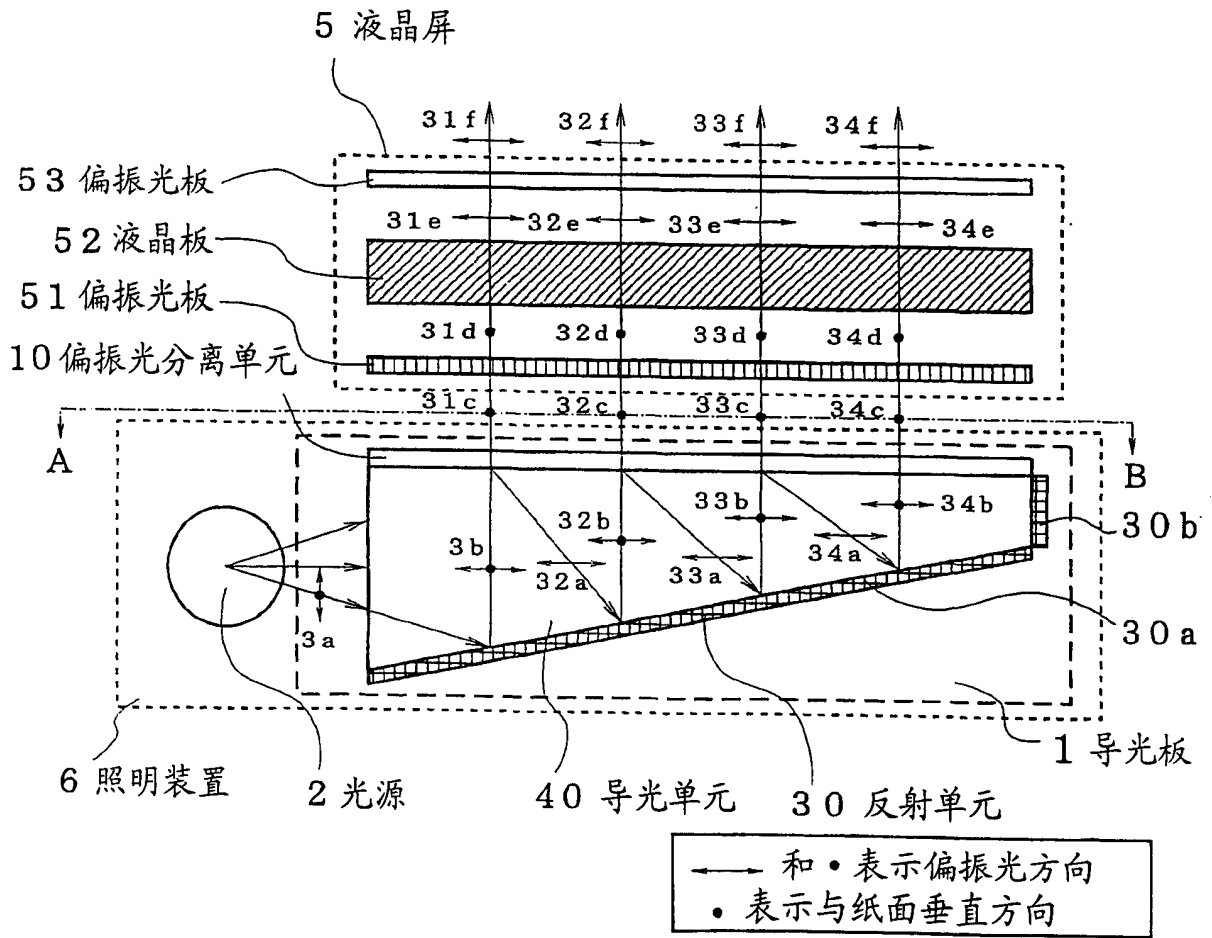 5 液晶屏
31f 32f 33f 34f
53 偏振光板
31e 32e 33e 34e
52 液晶板
51 偏振光板
31d 32d 33d 34d
10 偏振光分离单元
31c 32c 33c 34c
A B
3b 32b 33b 34b
30b
32a 33a 34a
3a
30a
1 导光板
6 照明装置
2 光源
40 导光单元
30 反射单元
和 • 表示偏振光方向
• 表示与纸面垂直方向